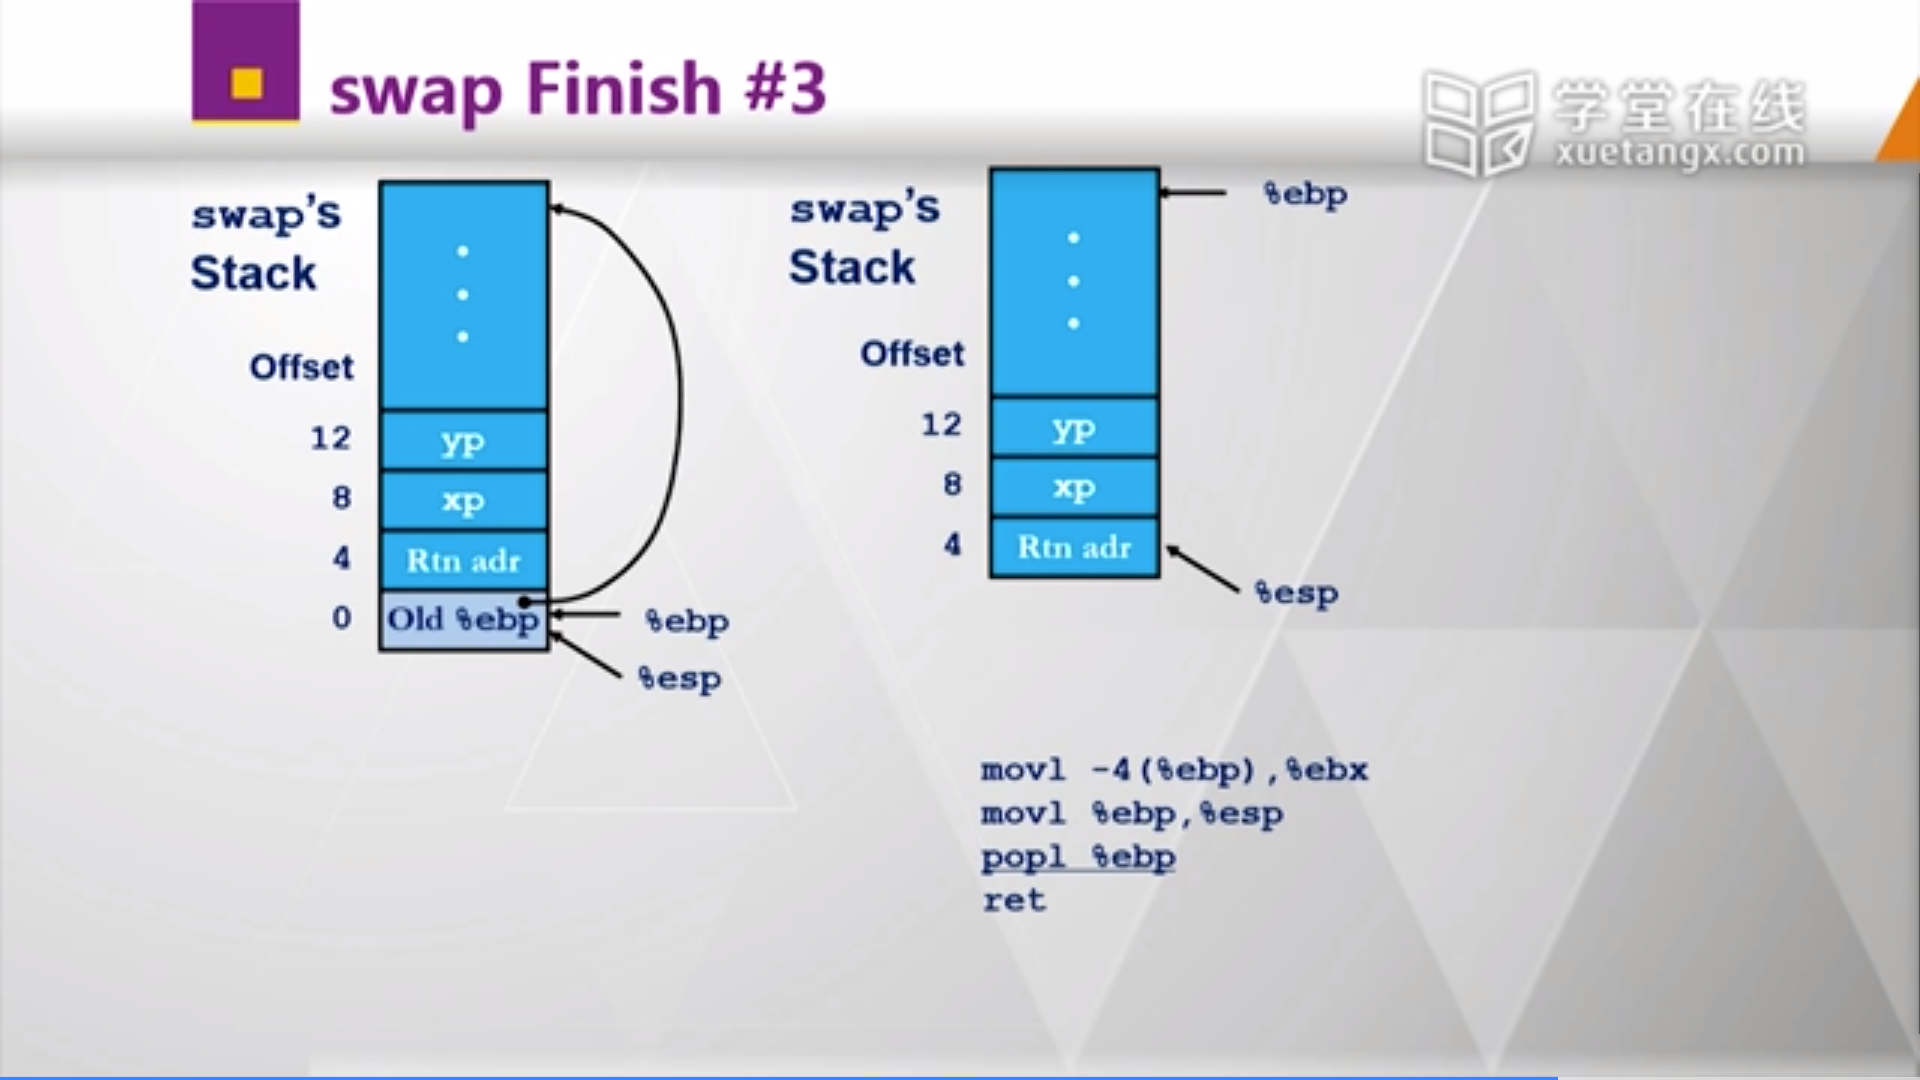 swap Finish #3
学堂在线
xuetangx.com
swap's
Stack
Offset
12
yp
8
xp
4
Rtn adr
0
Old %ebp
%ebp
%esp
swap's
Stack
%ebp
Offset
12
yp
8
xp
4
Rtn adr
%esp
movl -4(%ebp),%ebx
movl %ebp,%esp
popl %ebp
ret